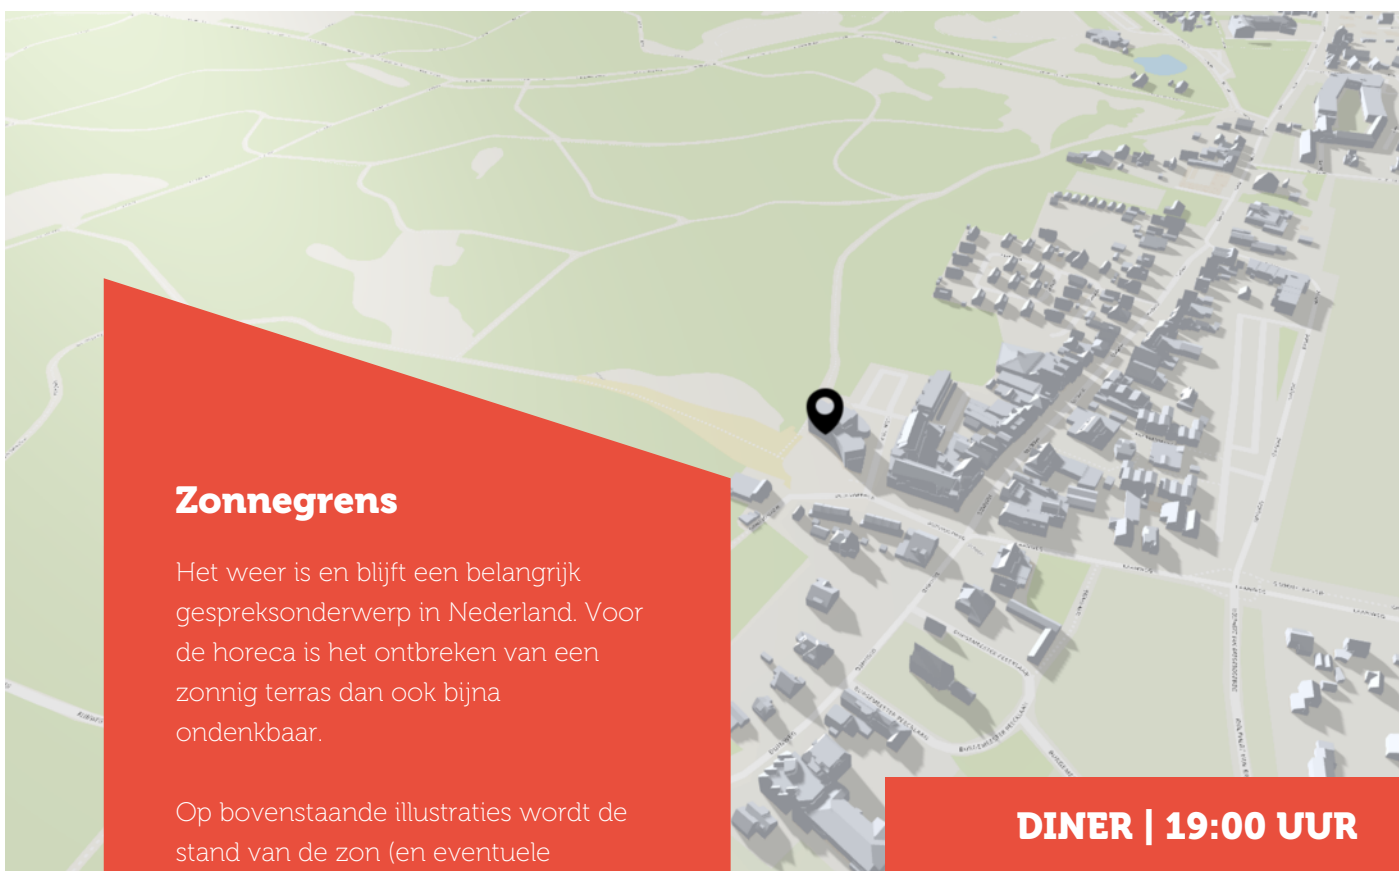 Zonnegrens
Het weer is en blijft een belangrijk
gespreksonderwerp in Nederland. Voor
de horeca is het ontbreken van een
zonnig terras dan ook bijna
ondenkbaar.
Op bovenstaande illustraties wordt de
stand van de zon (en eventuele
DINER | 19:00 UUR